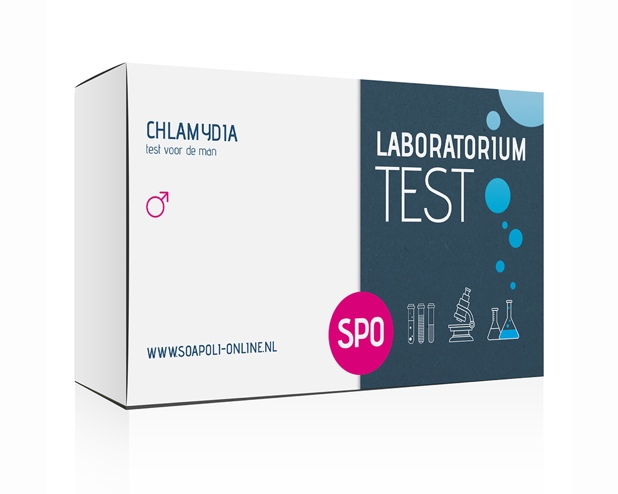 CHLAMYDIA
test voor de man
WWW.SOAPOLI-ONLINE.NL
LABORATORIUM
TEST
SPO